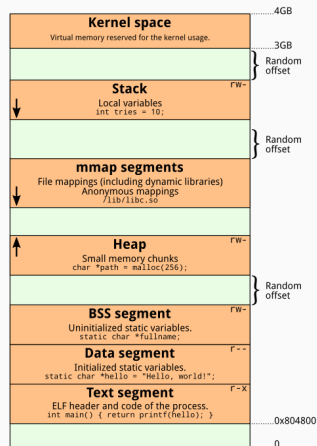 4GB
Kernel space
Virtual memory reserved for the kernel usage.
3GB
Random
offset
rw-
Stack
Local variables
int tries = 10;
Random
offset
mmap segments
File mappings (including dynamic libraries)
Anonymous mappings
/lib/libc.so
rw-
Heap
Small memory chunks
char *path = malloc(256);
Random
offset
rw-
BSS segment
Uninitialized static variables.
static char *fullname;
r--
Data segment
Initialized static variables.
static char *hello = "Hello, world!";
r-x
Text segment
ELF header and code of the process.
int main() { return printf(hello); }
0x804800
0